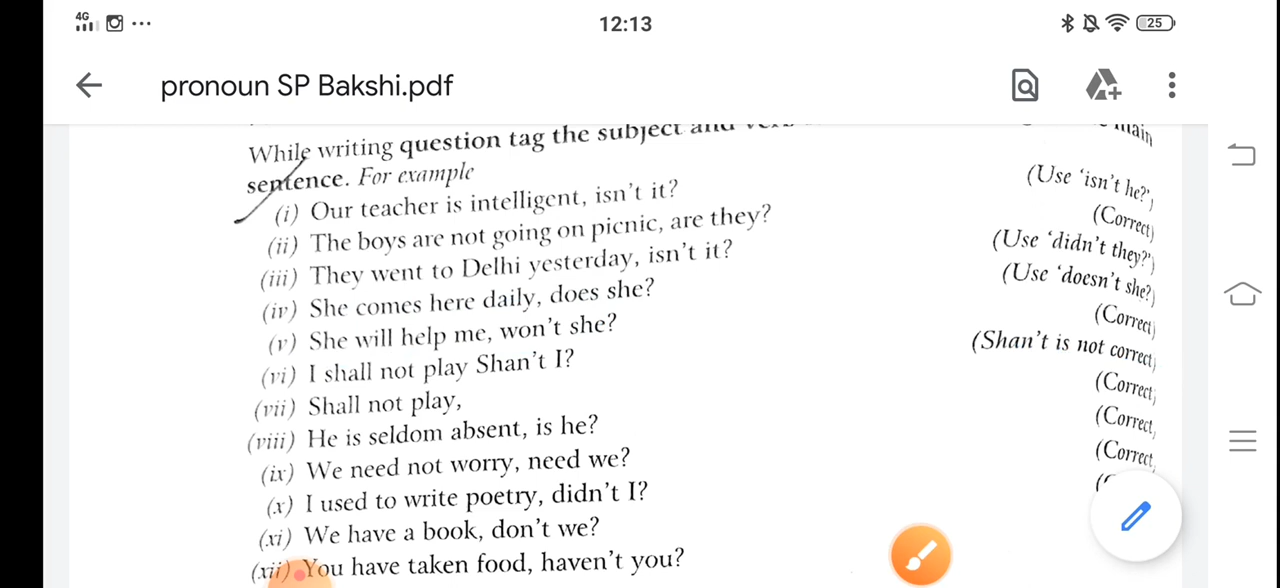 4G 12:13 25
pronoun SP Bakshi.pdf
While writing question tag the subject and main
sentence. For example
(i) Our teacher is intelligent, isn't it? (Use 'isn't he?')
(ii) The boys are not going on picnic, are they? (Correct)
(iii) They went to Delhi yesterday, isn't it? (Use 'didn't they?')
(iv) She comes here daily, does she? (Use 'doesn't she?)
(v) She will help me, won't she? (Correct)
(vi) I shall not play Shan't I? (Shan't is not correct)
(vii) Shall not play, (Correct)
(viii) He is seldom absent, is he? (Correct,
(ix) We need not worry, need we? (Correct,
(x) I used to write poetry, didn't I?
(xi) We have a book, don't we?
(xii) You have taken food, haven't you?